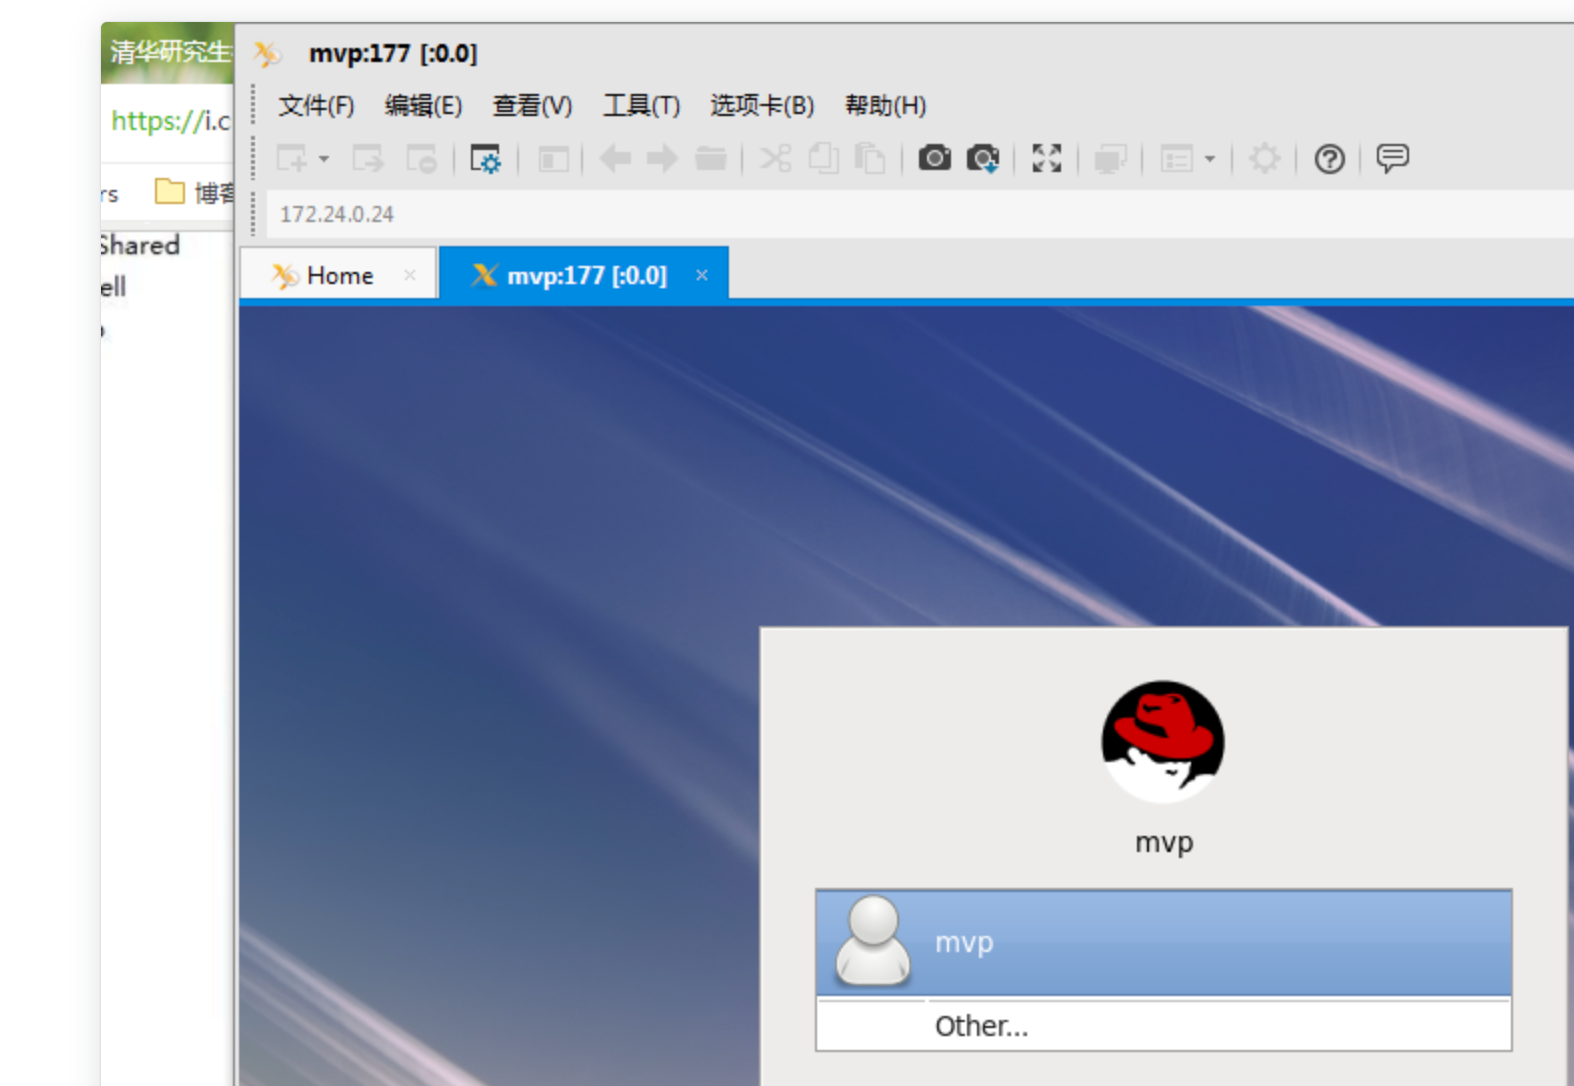 清华研究生
mvp:177 [:0.0]
文件(F) 编辑(E) 查看(V) 工具(T) 选项卡(B) 帮助(H)
https://i.c
rs 博客
172.24.0.24
Shared
Home mvp:177 [:0.0]
ell
mvp
mvp
Other...